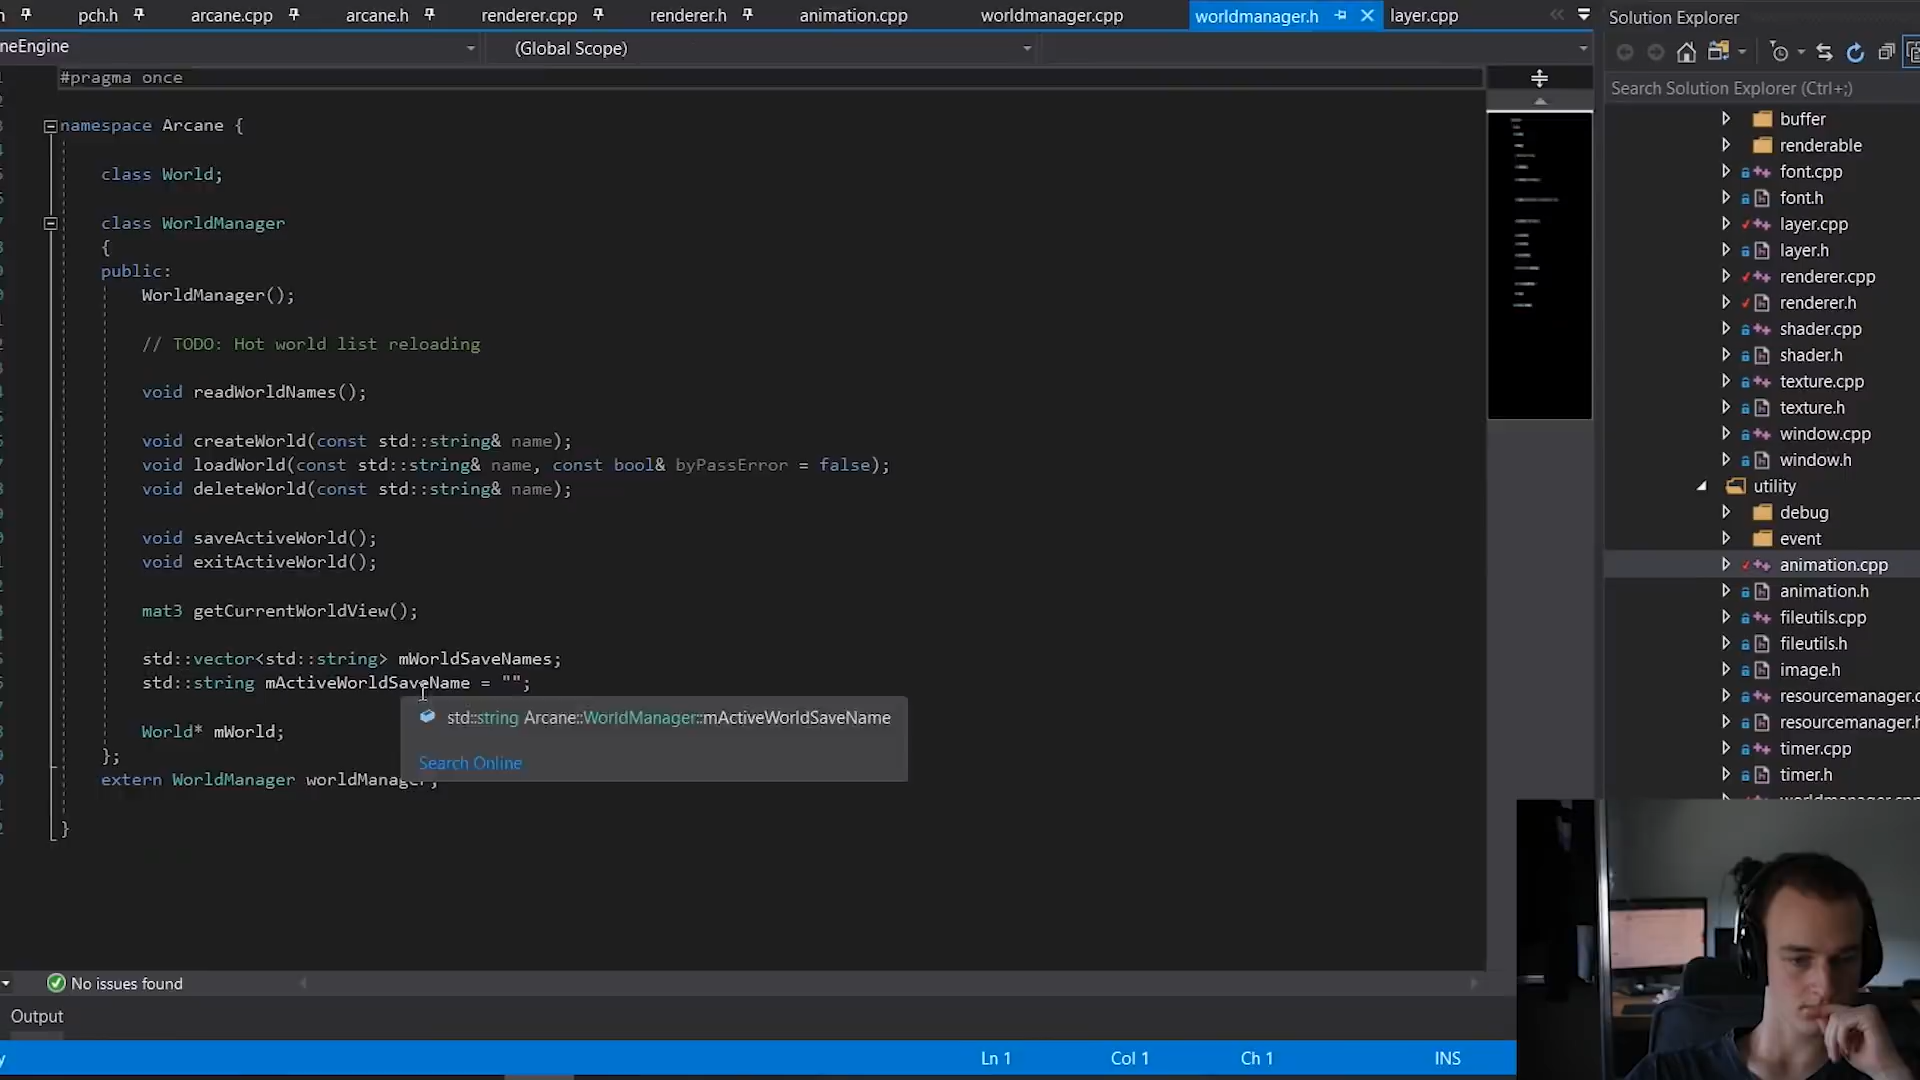 pch.h
arcane.cpp
arcane.h
renderer.cpp
renderer.h
animation.cpp
worldmanager.cpp
worldmanager.h
layer.cpp
neEngine
(Global Scope)
#pragma once
namespace Arcane {
class World;
class WorldManager
{
public:
WorldManager();
// TODO: Hot world list reloading
void readWorldNames();
void createWorld(const std::string& name);
void loadWorld(const std::string& name, const bool& byPassError = false);
void deleteWorld(const std::string& name);
void saveActiveWorld();
void exitActiveWorld();
mat3 getCurrentWorldView();
std::vector<std::string> mWorldSaveNames;
std::string mActiveWorldSaveName = "";
std::string Arcane::WorldManager::mActiveWorldSaveName
Search Online
World* mWorld;
};
extern WorldManager worldManager;
}
No issues found
Output
Ln 1
Col 1
Ch 1
INS
Solution Explorer
Search Solution Explorer (Ctrl+;)
buffer
renderable
font.cpp
font.h
layer.cpp
layer.h
renderer.cpp
renderer.h
shader.cpp
shader.h
texture.cpp
texture.h
window.cpp
window.h
utility
debug
event
animation.cpp
animation.h
fileutils.cpp
fileutils.h
image.h
resourcemanager.c
resourcemanager.h
timer.cpp
timer.h